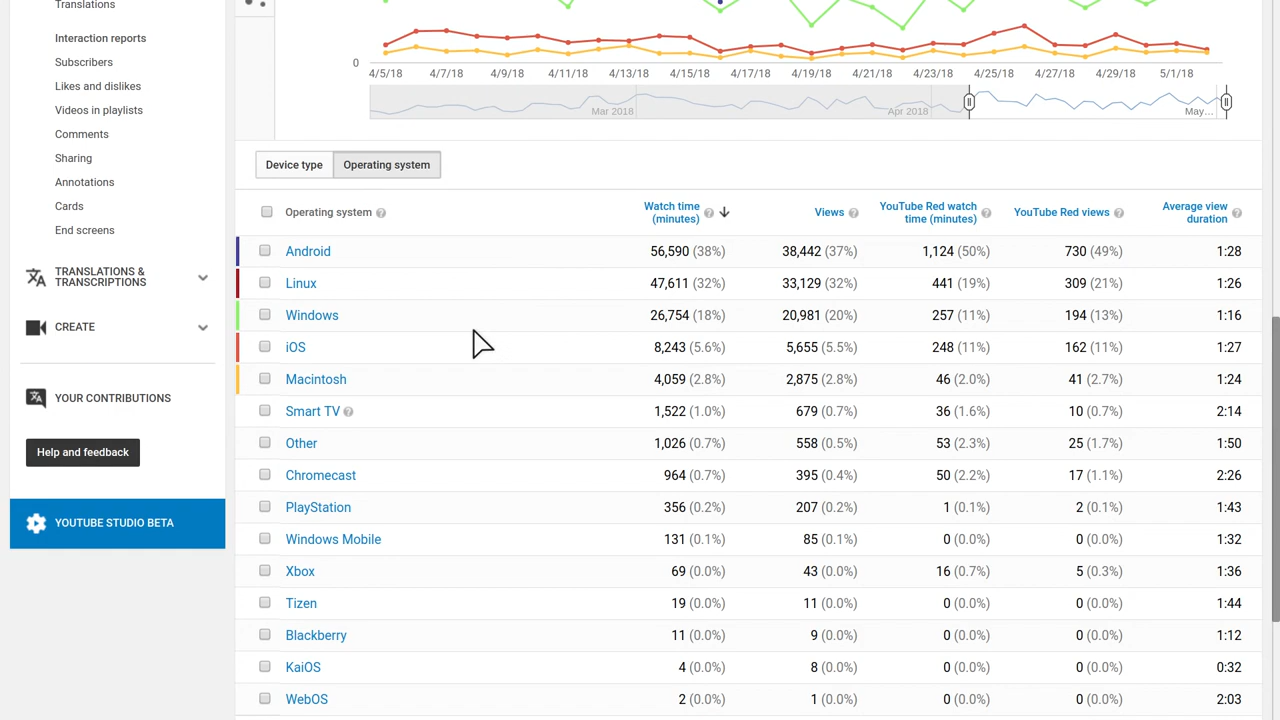 Translations
Interaction reports
Subscribers
Likes and dislikes
Videos in playlists
Comments
Sharing
Annotations
Cards
End screens
TRANSLATIONS &
TRANSCRIPTIONS
CREATE
YOUR CONTRIBUTIONS
Help and feedback
YOUTUBE STUDIO BETA
0
4/5/18 4/7/18 4/9/18 4/11/18 4/13/18 4/15/18 4/17/18 4/19/18 4/21/18 4/23/18 4/25/18 4/27/18 4/29/18 5/1/18
Mar 2018 Apr 2018 May...
Device type Operating system
Operating system ? Watch time (minutes) ? Views ? YouTube Red watch time (minutes) ? YouTube Red views ? Average view duration ?
Android 56,590 (38%) 38,442 (37%) 1,124 (50%) 730 (49%) 1:28
Linux 47,611 (32%) 33,129 (32%) 441 (19%) 309 (21%) 1:26
Windows 26,754 (18%) 20,981 (20%) 257 (11%) 194 (13%) 1:16
iOS 8,243 (5.6%) 5,655 (5.5%) 248 (11%) 162 (11%) 1:27
Macintosh 4,059 (2.8%) 2,875 (2.8%) 46 (2.0%) 41 (2.7%) 1:24
Smart TV ? 1,522 (1.0%) 679 (0.7%) 36 (1.6%) 10 (0.7%) 2:14
Other 1,026 (0.7%) 558 (0.5%) 53 (2.3%) 25 (1.7%) 1:50
Chromecast 964 (0.7%) 395 (0.4%) 50 (2.2%) 17 (1.1%) 2:26
PlayStation 356 (0.2%) 207 (0.2%) 1 (0.1%) 2 (0.1%) 1:43
Windows Mobile 131 (0.1%) 85 (0.1%) 0 (0.0%) 0 (0.0%) 1:32
Xbox 69 (0.0%) 43 (0.0%) 16 (0.7%) 5 (0.3%) 1:36
Tizen 19 (0.0%) 11 (0.0%) 0 (0.0%) 0 (0.0%) 1:44
Blackberry 11 (0.0%) 9 (0.0%) 0 (0.0%) 0 (0.0%) 1:12
KaiOS 4 (0.0%) 8 (0.0%) 0 (0.0%) 0 (0.0%) 0:32
WebOS 2 (0.0%) 1 (0.0%) 0 (0.0%) 0 (0.0%) 2:03